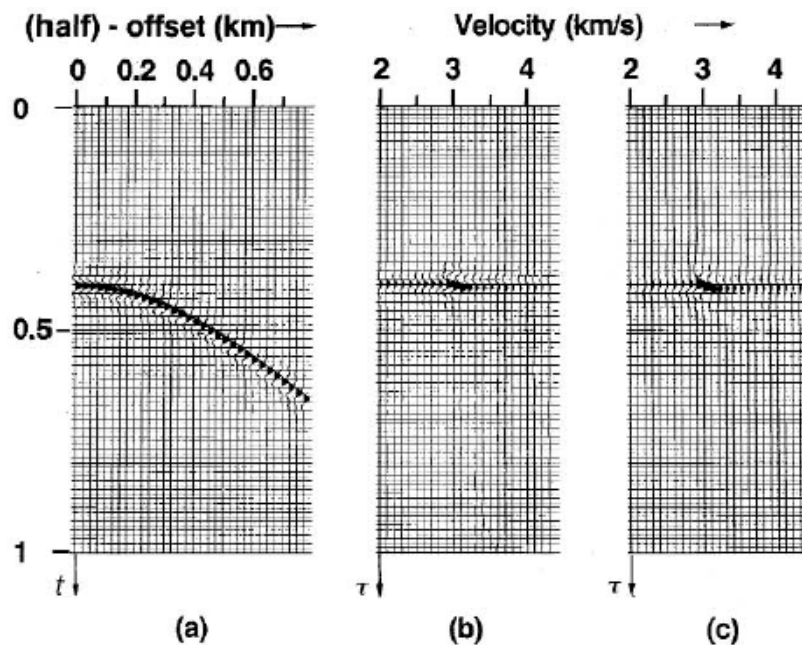 (half) - offset (km) → Velocity (km/s) →
0 0.2 0.4 0.6 2 3 4 2 3 4
0
0.5
1
t τ τ
(a) (b) (c)